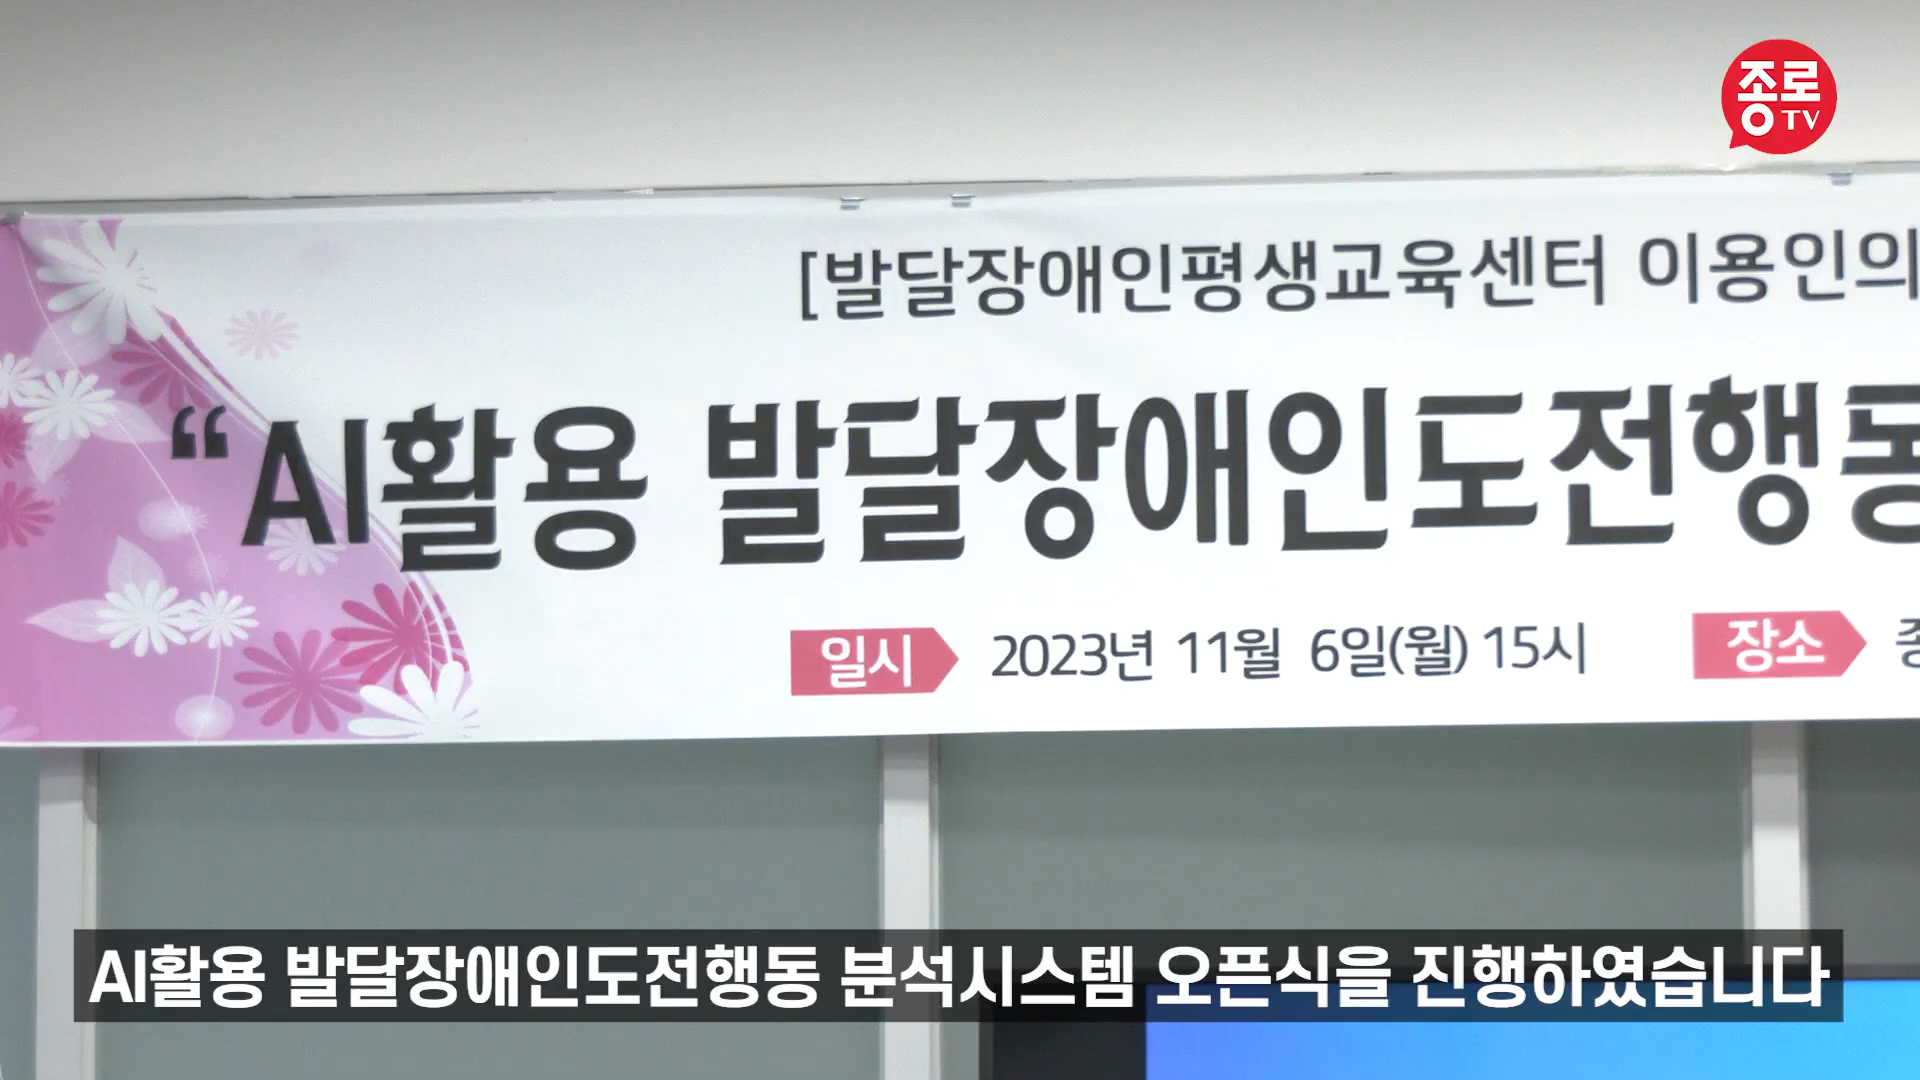 종로
TV
[발달장애인평생교육센터 이용인의
“AI활용 발달장애인도전행동
일시 2023년 11월 6일(월) 15시 장소
AI활용 발달장애인도전행동 분석시스템 오픈식을 진행하였습니다